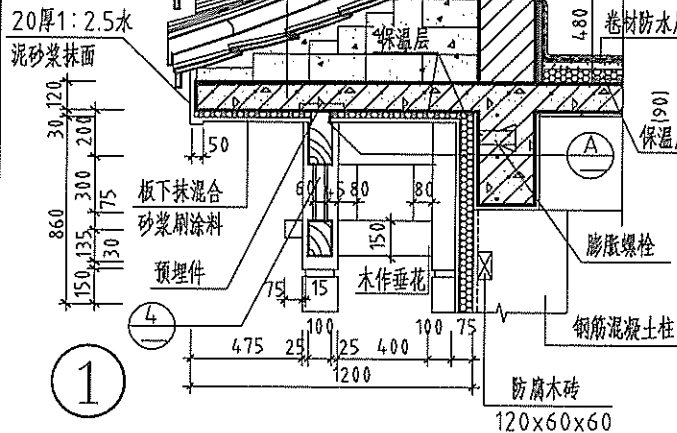 20厚1:2.5水
泥砂浆抹面
保温层
480
卷材防水
120
30
200
50
[90]
保温
A
860
300
75
板下抹混合
砂浆刷涂料
60
45
80
80
膨胀螺栓
135
30
150
预埋件
150
75
15
木作垂花
4
钢筋混凝土柱
100
100
75
475
25
25
400
1200
1
防腐木砖
120x60x60